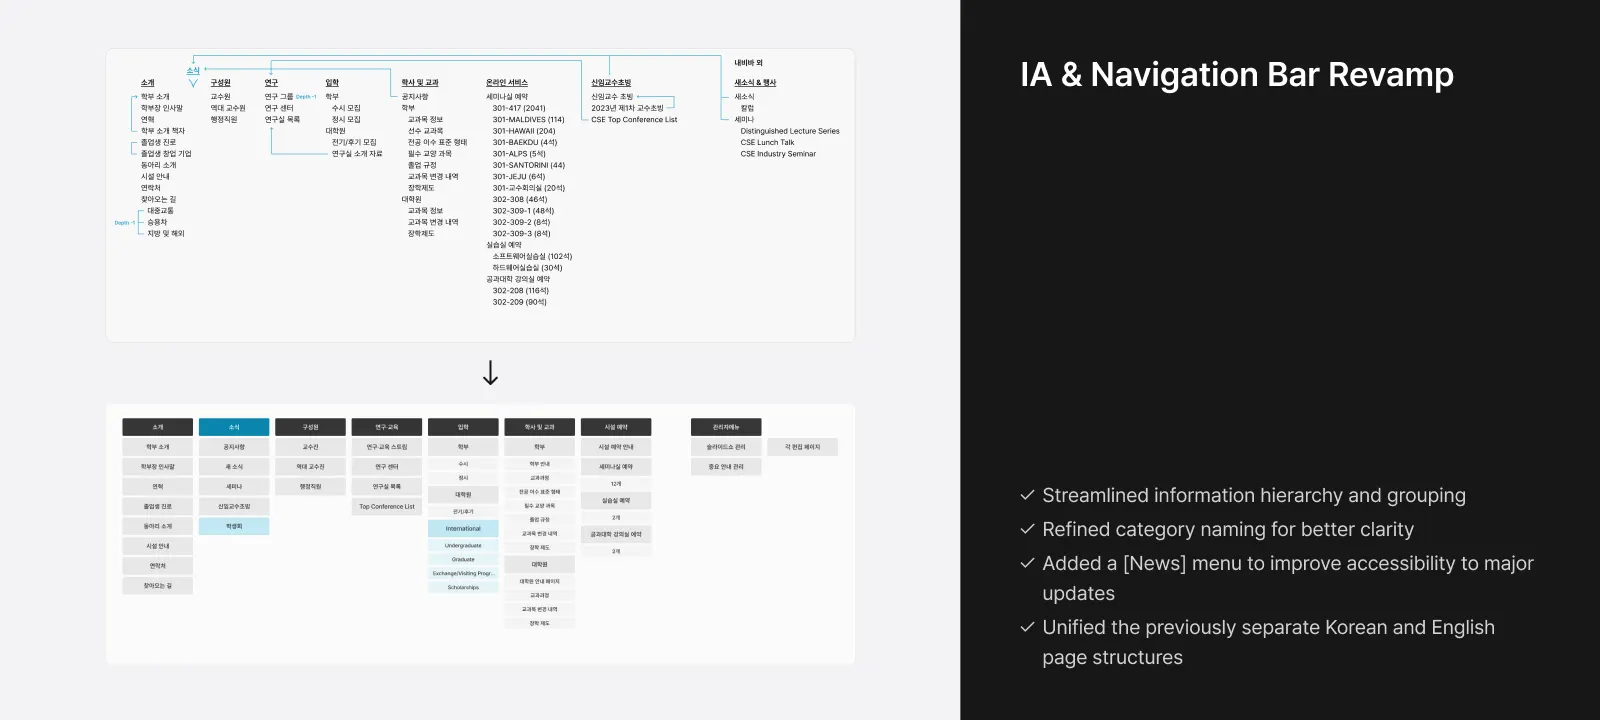 내비바 외
소식
소개
학부 소개
학부장 인사말
연혁
학부 소개 책자
졸업생 진로
졸업생 창업 기업
동아리 소개
시설 안내
연락처
찾아오는 길
대중교통
승용차
지방 및 해외
Depth -1
구성원
교수원
역대 교수원
행정직원
연구
연구 그룹 Depth -1
연구 센터
연구실 목록
입학
학부
수시 모집
정시 모집
대학원
전기/후기 모집
연구실 소개 자료
학사 및 교과
공지사항
학부
교과목 정보
선수 교과목
전공 이수 표준 형태
필수 교양 과목
졸업 규정
교과목 변경 내역
장학제도
대학원
교과목 정보
교과목 변경 내역
장학제도
온라인 서비스
세미나실 예약
301-417 (2041)
301-MALDIVES (114)
301-HAWAII (204)
301-BAEKDU (4석)
301-ALPS (5석)
301-SANTORINI (44)
301-JEJU (6석)
301-교수회의실 (20석)
302-308 (46석)
302-309-1 (48석)
302-309-2 (8석)
302-309-3 (8석)
실습실 예약
소프트웨어실습실 (102석)
하드웨어실습실 (30석)
공과대학 강의실 예약
302-208 (116석)
302-209 (90석)
신임교수초빙
신임교수 초빙
2023년 제1차 교수초빙
CSE Top Conference List
새소식 & 행사
새소식
칼럼
세미나
Distinguished Lecture Series
CSE Lunch Talk
CSE Industry Seminar
소개
학부 소개
학부장 인사말
연혁
졸업생 진로
동아리 소개
시설 안내
연락처
찾아오는 길
소식
공지사항
새 소식
세미나
신임교수초빙
학생회
구성원
교수진
역대 교수진
행정직원
연구·교육
연구·교육 스트림
연구 센터
연구실 목록
Top Conference List
입학
학부
수시
정시
대학원
전기/후기
International
Undergraduate
Graduate
Exchange/Visiting Progr...
Scholarships
학사 및 교과
학부
학부 안내
교과과정
전공 이수 표준 형태
필수 교양 과목
졸업 규정
교과목 변경 내역
장학 제도
대학원
대학원 안내 페이지
교과과정
교과목 변경 내역
장학 제도
시설 예약
시설 예약 안내
세미나실 예약
12개
실습실 예약
2개
공과대학 강의실 예약
2개
관리자메뉴
슬라이드쇼 관리
중요 안내 관리
각 편집 페이지
IA & Navigation Bar Revamp
Streamlined information hierarchy and grouping
Refined category naming for better clarity
Added a [News] menu to improve accessibility to major
updates
Unified the previously separate Korean and English
page structures